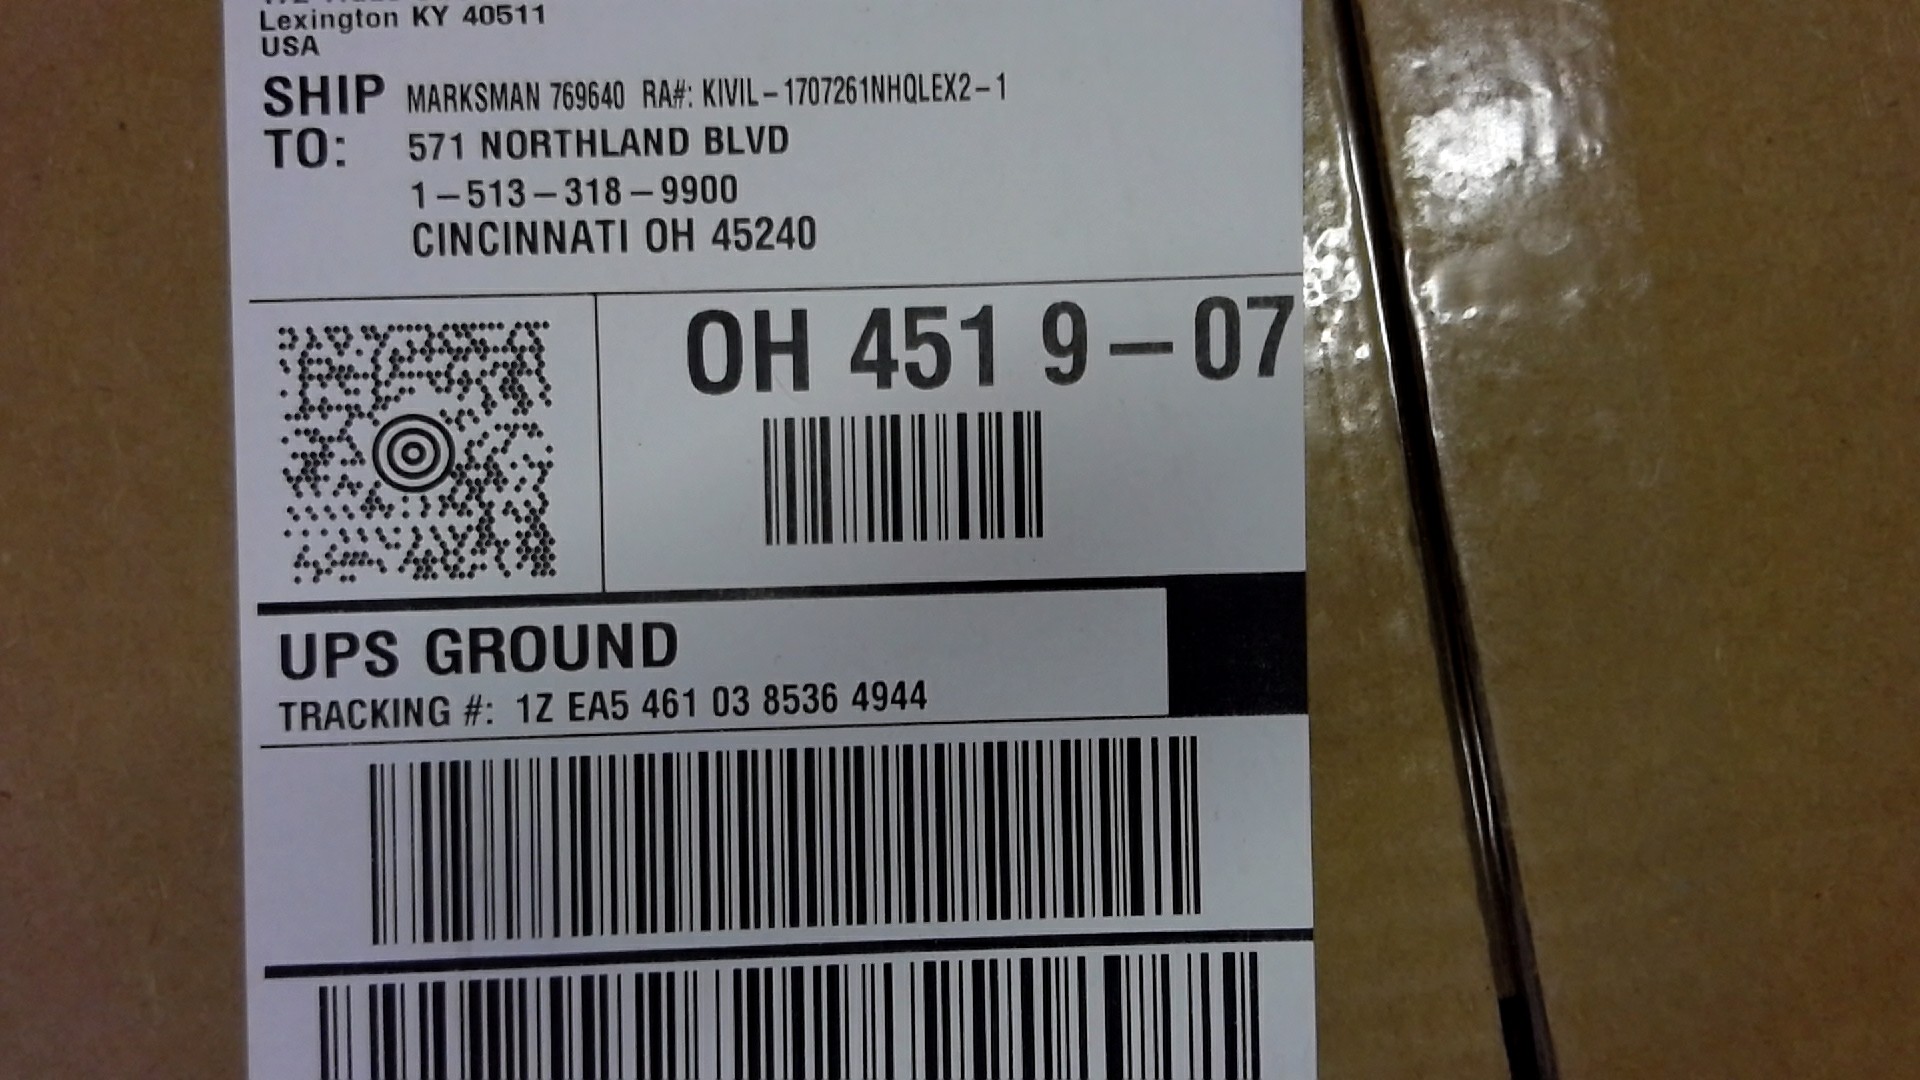 Lexington KY 40511
USA
SHIP TO: MARKSMAN 769640 RA#: KIVIL-1707261NHQLEX2-1
571 NORTHLAND BLVD
1-513-318-9900
CINCINNATI OH 45240
OH 451 9-07
UPS GROUND
TRACKING #: 1Z EA5 461 03 8536 4944